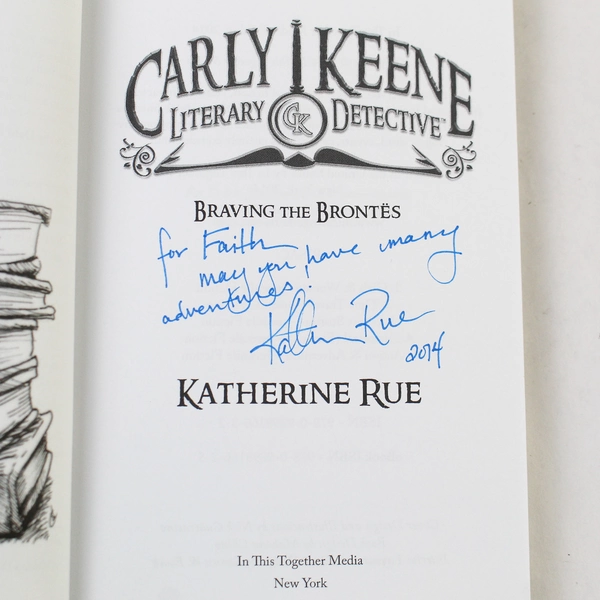 CARLY KEENE
LITERARY CK DETECTIVE™
BRAVING THE BRONTËS
for Faith
may you have many
adventures!
Katherine Rue
2014
KATHERINE RUE
In This Together Media
New York